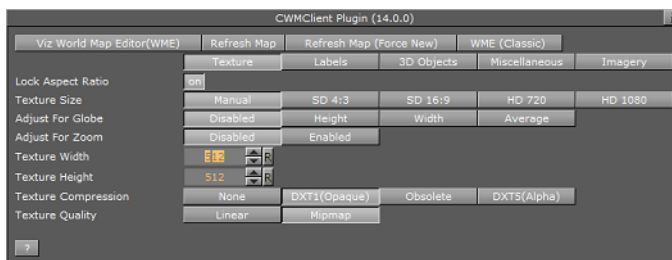 CWMClient Plugin (14.0.0)
Viz World Map Editor(WME) Refresh Map Refresh Map (Force New) WME (Classic)
Texture Labels 3D Objects Miscellaneous Imagery
Lock Aspect Ratio on
Texture Size Manual SD 4:3 SD 16:9 HD 720 HD 1080
Adjust For Globe Disabled Height Width Average
Adjust For Zoom Disabled Enabled
Texture Width 512 R
Texture Height 512 R
Texture Compression None DXT1(Opaque) Obsolete DXT5(Alpha)
Texture Quality Linear Mipmap
?